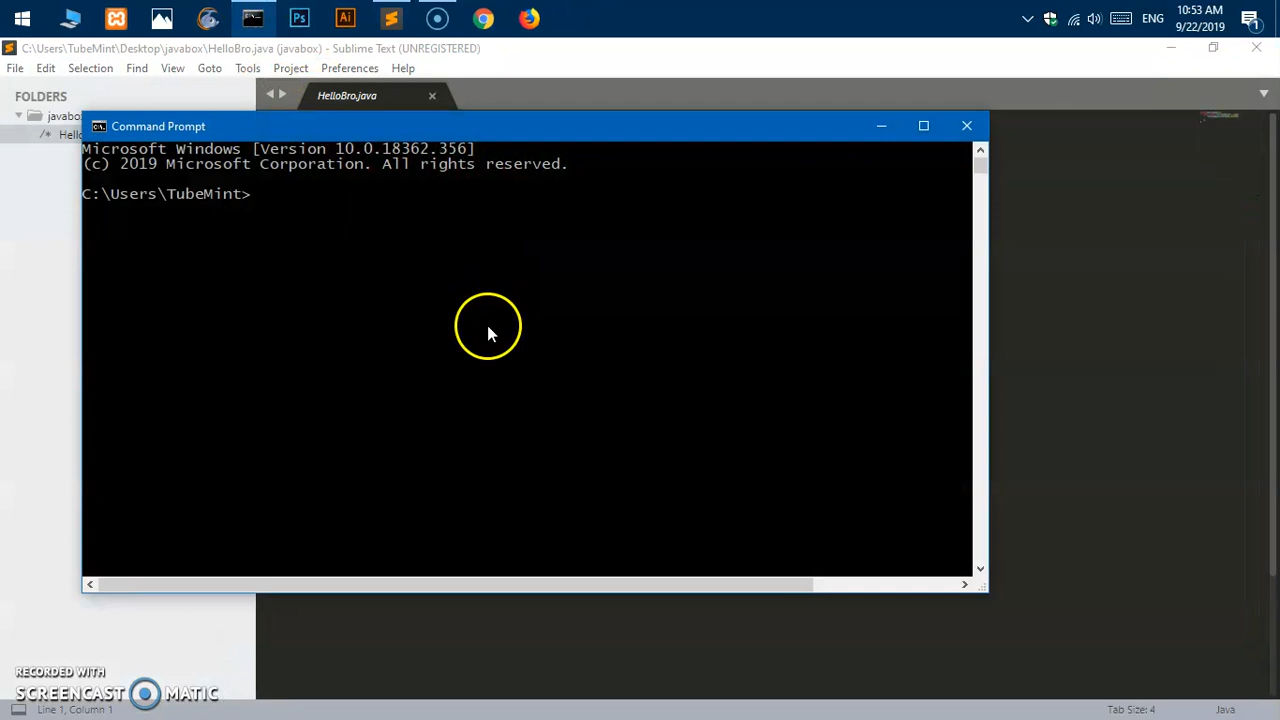 Ps
Ai
ENG
10:53 AM
9/22/2019
1
C:\Users\TubeMint\Desktop\javabox\HelloBro.java (javabox) - Sublime Text (UNREGISTERED)
File Edit Selection Find View Goto Tools Project Preferences Help
FOLDERS
HelloBro.java
/*
Command Prompt
Microsoft Windows [Version 10.0.18362.356]
(c) 2019 Microsoft Corporation. All rights reserved.
C:\Users\TubeMint>
RECORDED WITH
SCREENCAST MATIC
Line 1, Column 1
Tab Size: 4
Java